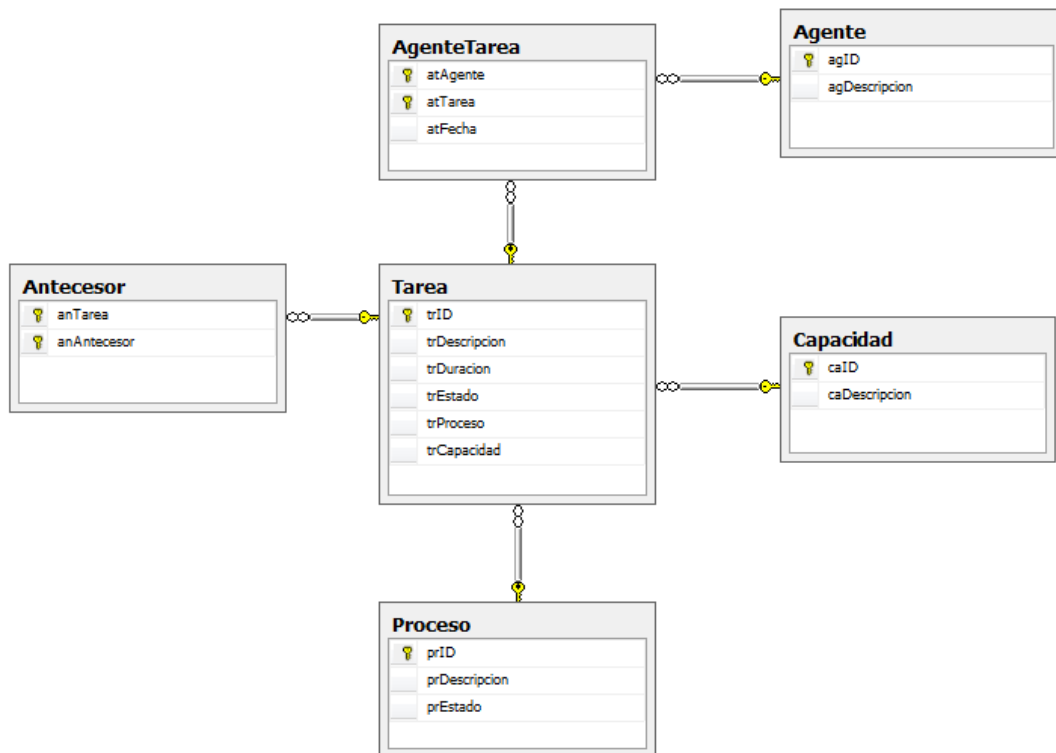 AgenteTarea
atAgente
atTarea
atFecha
Agente
agID
agDescripcion
Antecesor
anTarea
anAntecesor
Tarea
trID
trDescripcion
trDuracion
trEstado
trProceso
trCapacidad
Capacidad
caID
caDescripcion
Proceso
prID
prDescripcion
prEstado